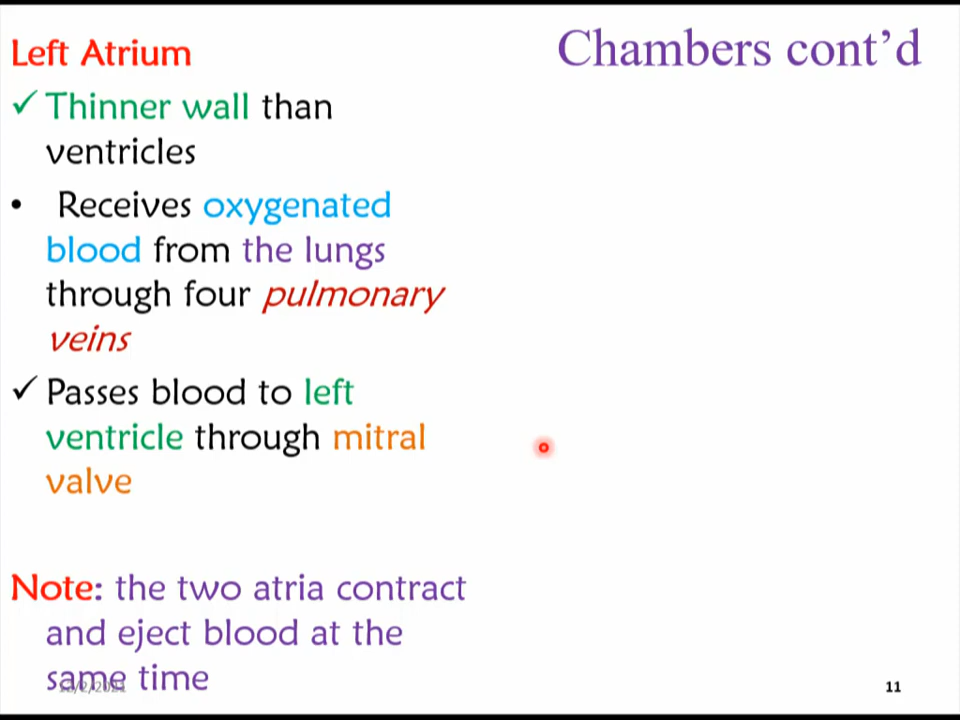 Chambers cont’d
Left Atrium
✓ Thinner wall than
ventricles
• Receives oxygenated
blood from the lungs
through four pulmonary
veins
✓ Passes blood to left
ventricle through mitral
valve
Note: the two atria contract
and eject blood at the
same time
11